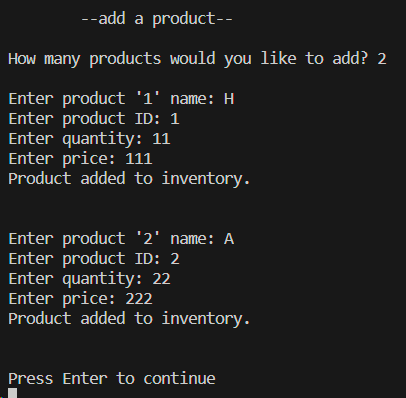 --add a product--
How many products would you like to add? 2
Enter product '1' name: H
Enter product ID: 1
Enter quantity: 11
Enter price: 111
Product added to inventory.
Enter product '2' name: A
Enter product ID: 2
Enter quantity: 22
Enter price: 222
Product added to inventory.
Press Enter to continue